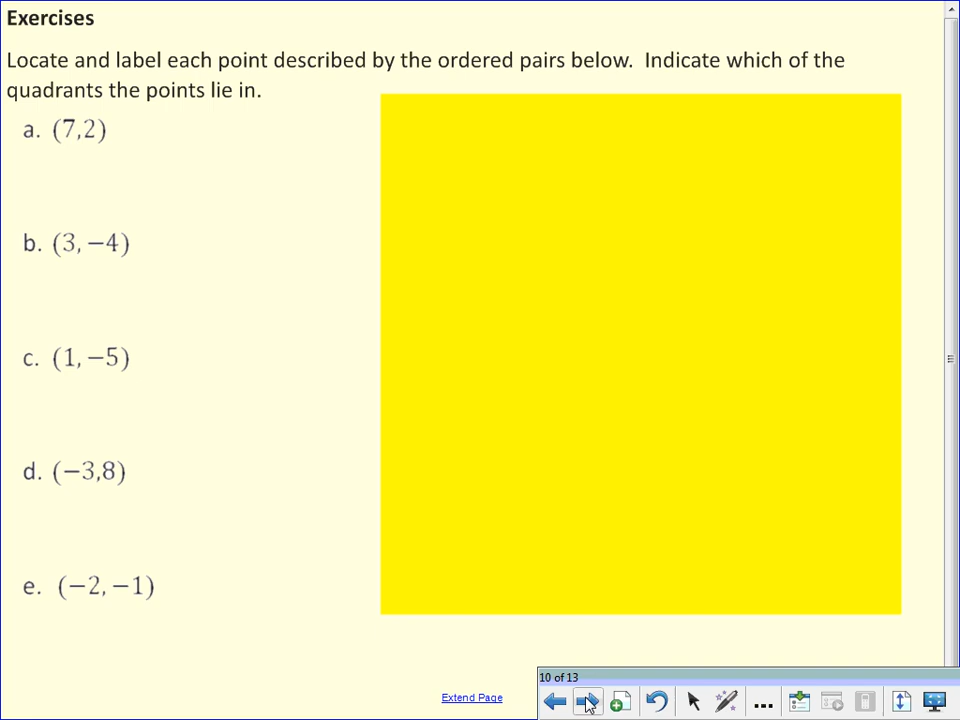 Exercises
Locate and label each point described by the ordered pairs below.  Indicate which of the
quadrants the points lie in.
a. (7,2)
b. (3, −4)
c. (1, −5)
d. (−3,8)
e. (−2, −1)
10 of 13
Extend Page